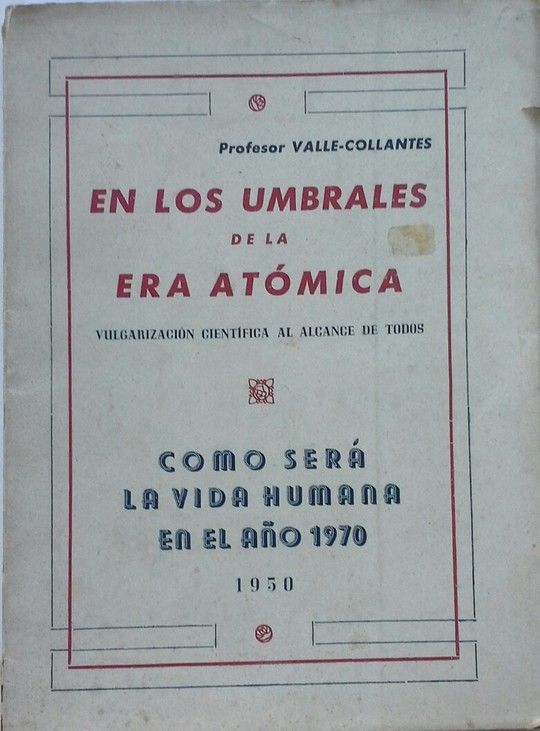 Profesor VALLE-COLLANTES
EN LOS UMBRALES
DE LA
ERA ATÓMICA
VULGARIZACIÓN CIENTÍFICA AL ALCANCE DE TODOS
COMO SERÁ
LA VIDA HUMANA
EN EL AÑO 1970
1950